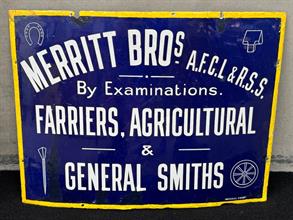 MERRITT BROS A.F.C.L & R.S.S.
By Examinations.
FARRIERS, AGRICULTURAL
&
GENERAL SMITHS